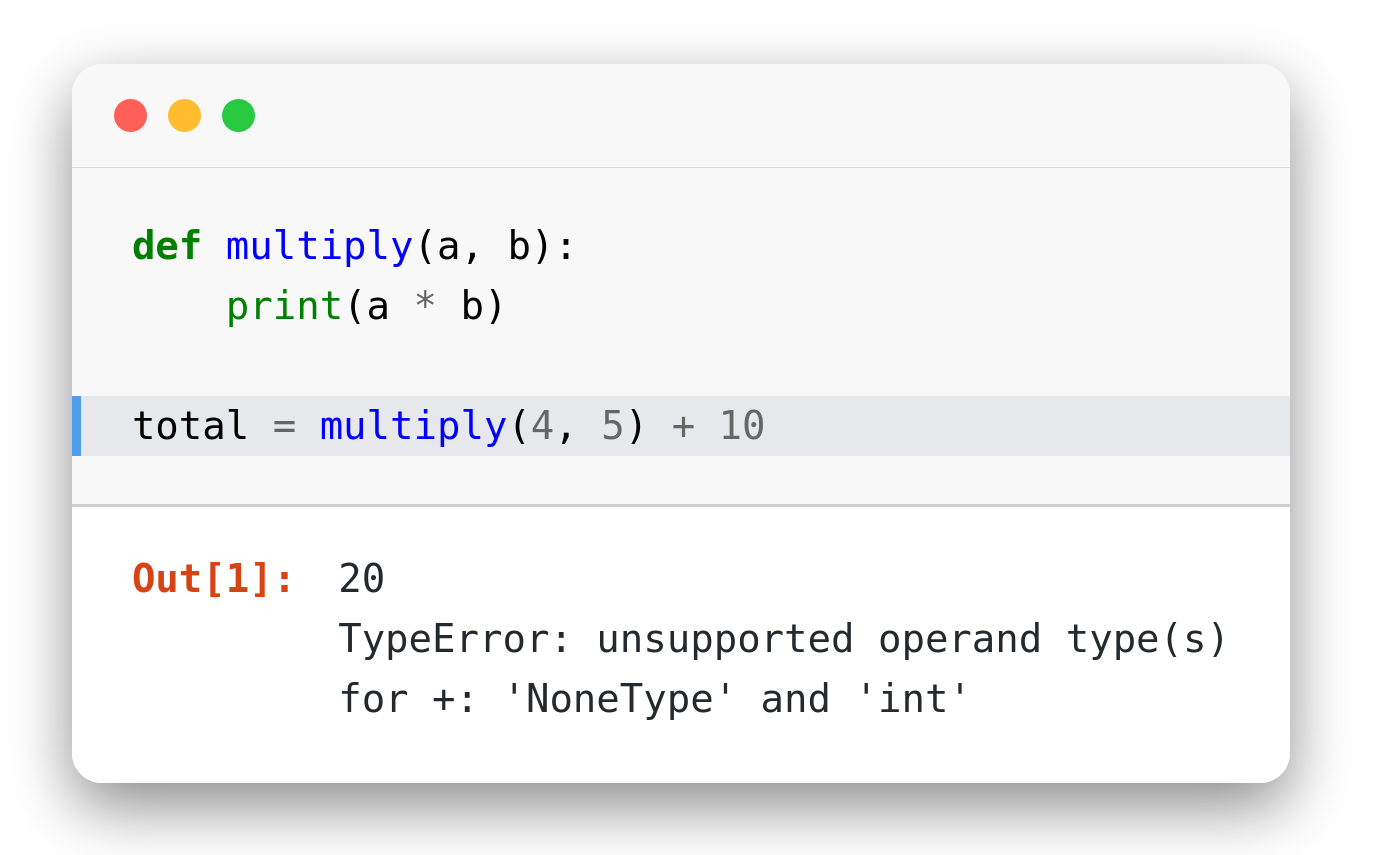 def multiply(a, b):
    print(a * b)
total = multiply(4, 5) + 10
Out[1]: 20
TypeError: unsupported operand type(s)
for +: 'NoneType' and 'int'